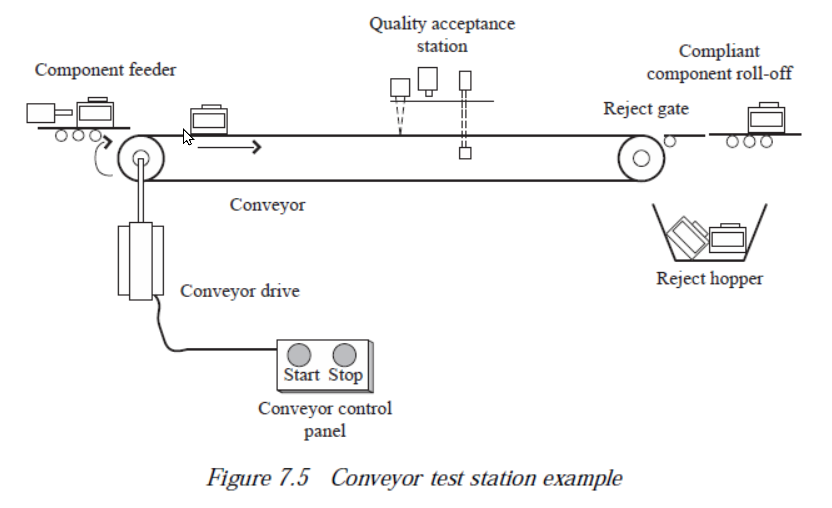 Quality acceptance
station
Compliant
component roll-off
Component feeder
Reject gate
Conveyor
Reject hopper
Conveyor drive
Start Stop
Conveyor control
panel
Figure 7.5 Conveyor test station example